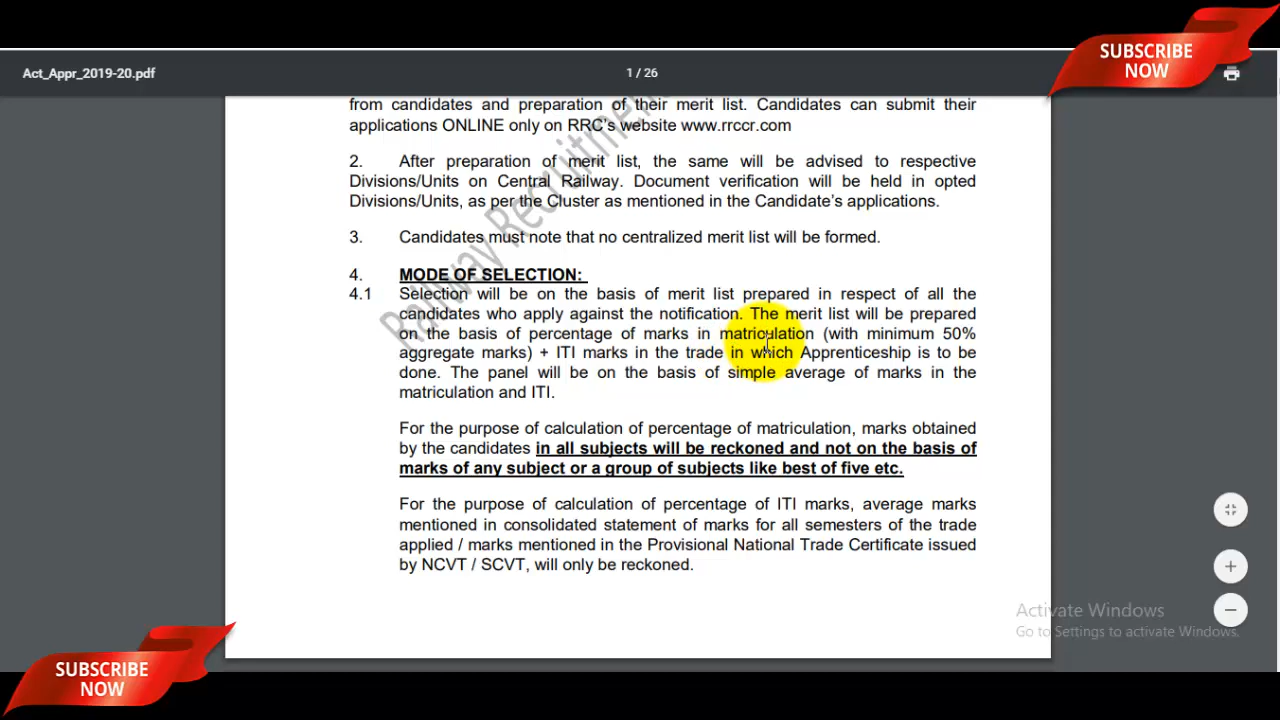 SUBSCRIBE
NOW
Act_Appr_2019-20.pdf
1 / 26
from candidates and preparation of their merit list. Candidates can submit their
applications ONLINE only on RRC's website www.rrccr.com
2. After preparation of merit list, the same will be advised to respective
Divisions/Units on Central Railway. Document verification will be held in opted
Divisions/Units, as per the Cluster as mentioned in the Candidate's applications.
3. Candidates must note that no centralized merit list will be formed.
4. MODE OF SELECTION:
4.1 Selection will be on the basis of merit list prepared in respect of all the
candidates who apply against the notification. The merit list will be prepared
on the basis of percentage of marks in matriculation (with minimum 50%
aggregate marks) + ITI marks in the trade in which Apprenticeship is to be
done. The panel will be on the basis of simple average of marks in the
matriculation and ITI.
For the purpose of calculation of percentage of matriculation, marks obtained
by the candidates in all subjects will be reckoned and not on the basis of
marks of any subject or a group of subjects like best of five etc.
For the purpose of calculation of percentage of ITI marks, average marks
mentioned in consolidated statement of marks for all semesters of the trade
applied / marks mentioned in the Provisional National Trade Certificate issued
by NCVT / SCVT, will only be reckoned.
Railway Recruitment
Activate Windows
Go to Settings to activate Windows.
SUBSCRIBE
NOW